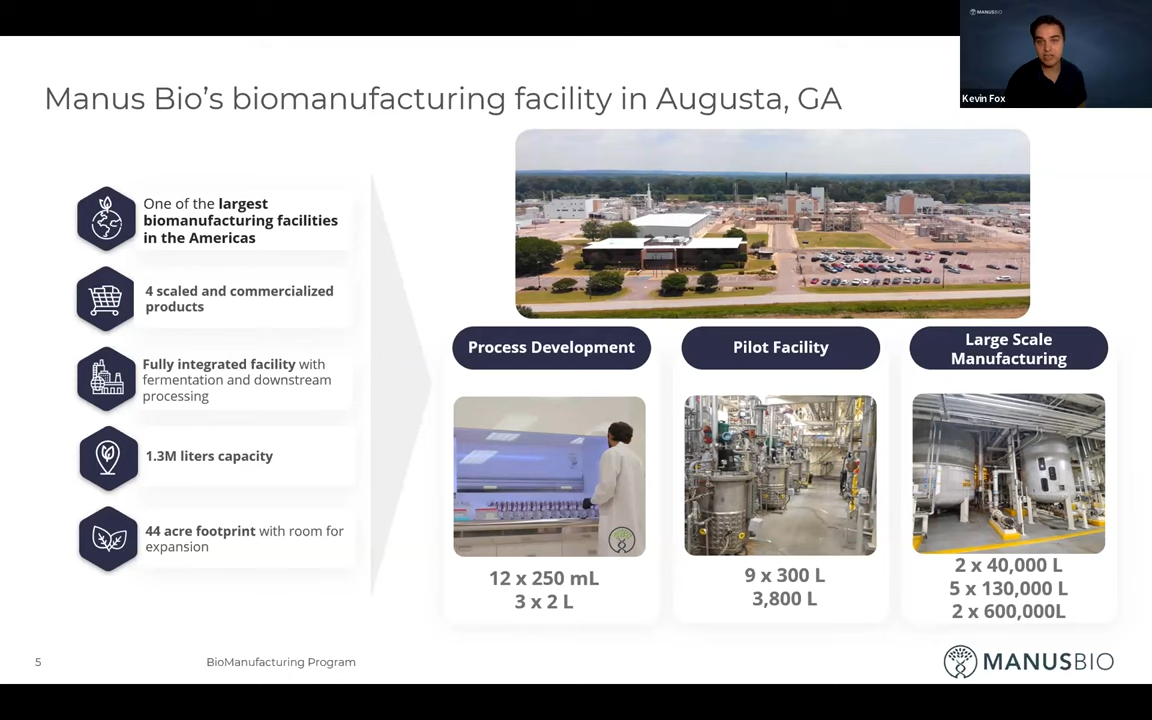 MANUSBIO
Kevin Fox
Manus Bio’s biomanufacturing facility in Augusta, GA
One of the largest
biomanufacturing facilities
in the Americas
4 scaled and commercialized
products
Fully integrated facility with
fermentation and downstream
processing
1.3M liters capacity
44 acre footprint with room for
expansion
Process Development
12 x 250 mL
3 x 2 L
Pilot Facility
9 x 300 L
3,800 L
Large Scale
Manufacturing
2 x 40,000 L
5 x 130,000 L
2 x 600,000L
5
BioManufacturing Program
MANUSBIO